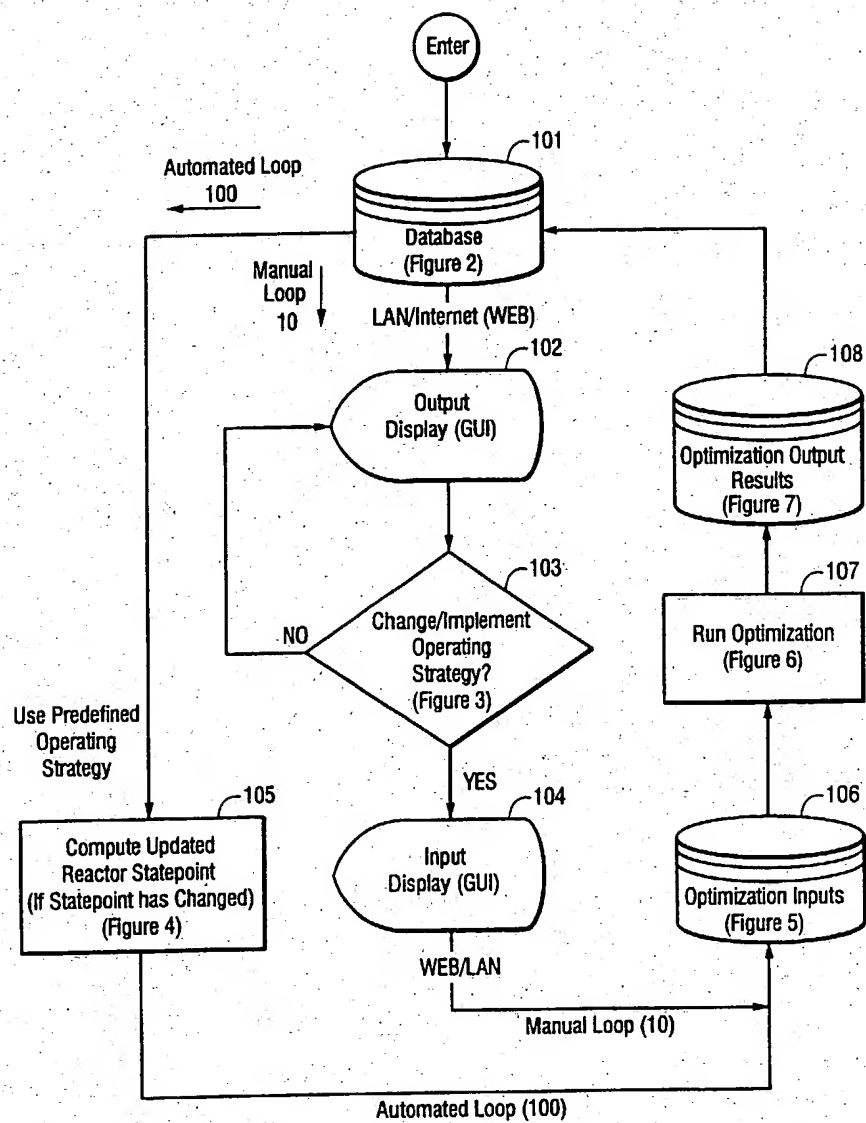 Enter
101
Automated Loop
100
Database
(Figure 2)
Manual
Loop
10
LAN/Internet (WEB)
102
Output
Display (GUI)
108
Optimization Output
Results
(Figure 7)
103
Change/Implement
Operating
Strategy?
(Figure 3)
NO
107
Run Optimization
(Figure 6)
Use Predefined
Operating
Strategy
YES
105
Compute Updated
Reactor Statepoint
(If Statepoint has Changed)
(Figure 4)
104
Input
Display (GUI)
106
Optimization Inputs
(Figure 5)
WEB/LAN
Manual Loop (10)
Automated Loop (100)